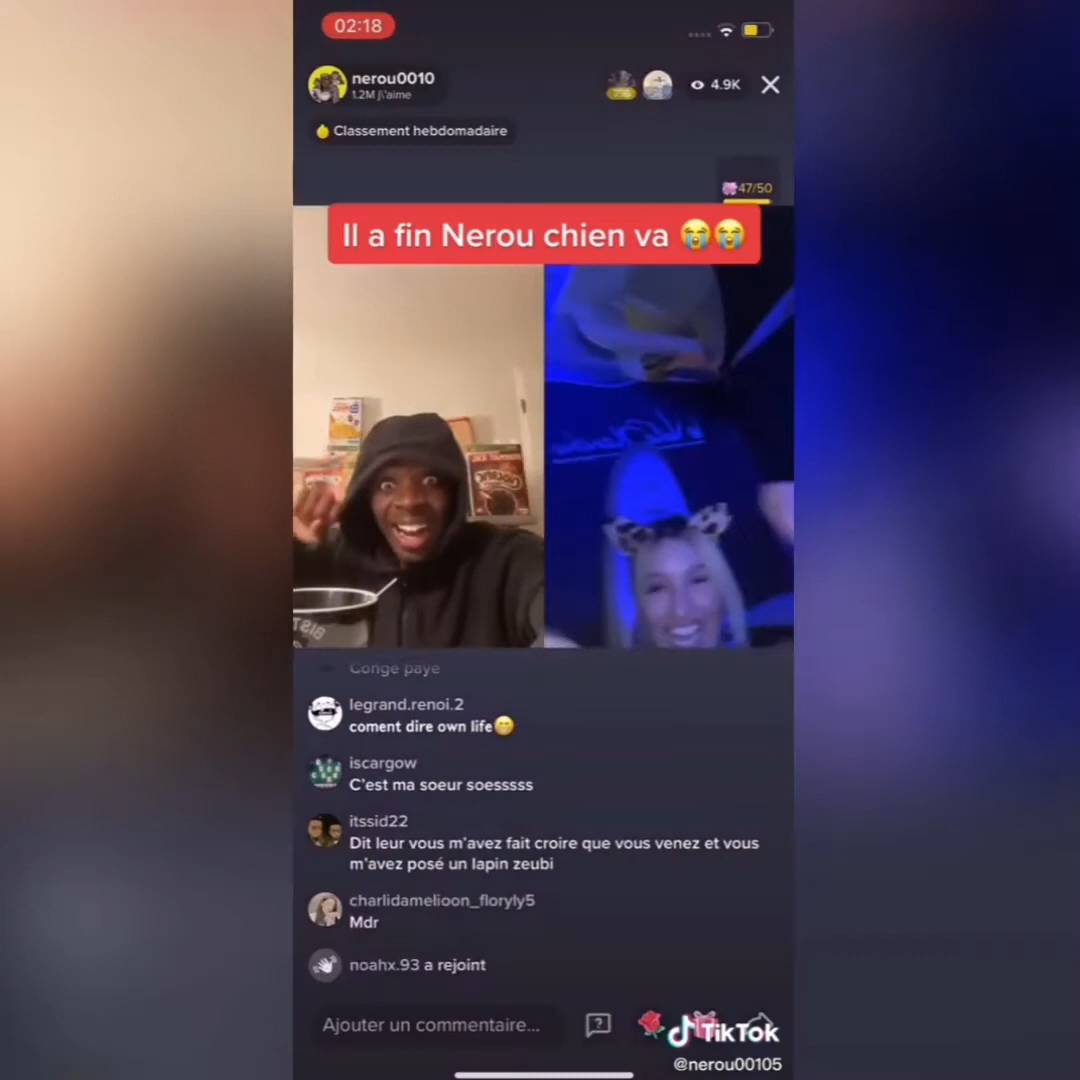 02:18
nerou0010
1.2M j\'aime
4.9K
Classement hebdomadaire
47/50
Il a fin Nerou chien va 😭😭
Conge paye
legrand.renoi.2
coment dire own life😁
iscargow
C'est ma soeur soesssss
itssid22
Dit leur vous m'avez fait croire que vous venez et vous
m'avez posé un lapin zeubi
charlidamelioon_floryly5
Mdr
noahx.93 a rejoint
Ajouter un commentaire...
TikTok
@nerou00105